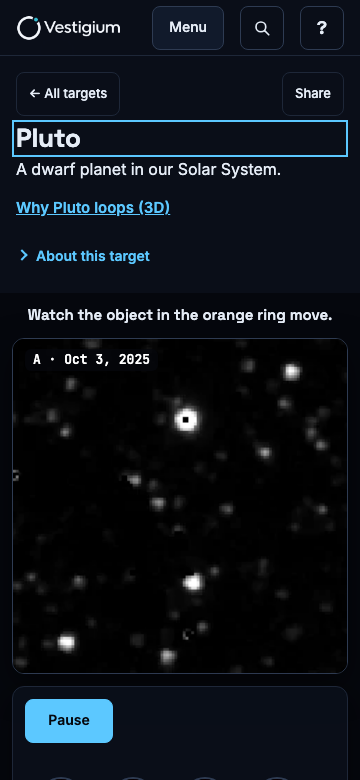 Vestigium
Menu
?
← All targets
Share
Pluto
A dwarf planet in our Solar System.
Why Pluto loops (3D)
About this target
Watch the object in the orange ring move.
A · Oct 3, 2025
Pause